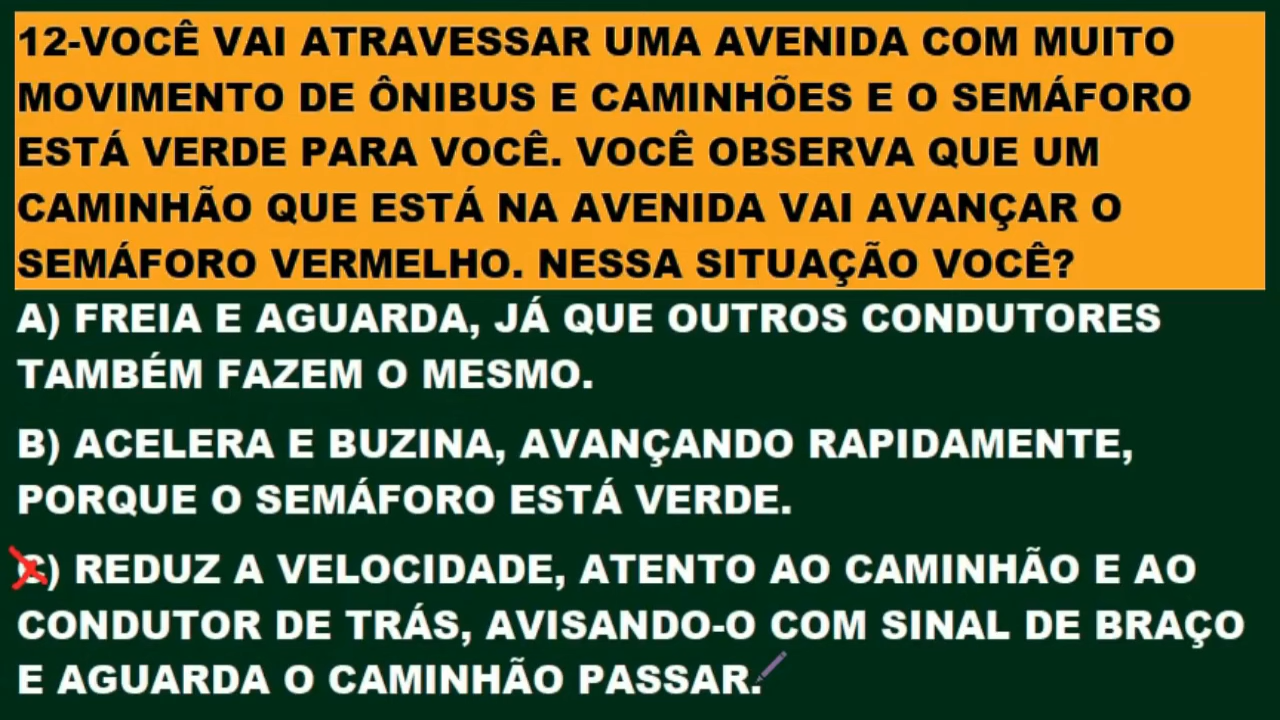 12-VOCÊ VAI ATRAVESSAR UMA AVENIDA COM MUITO
MOVIMENTO DE ÔNIBUS E CAMINHÕES E O SEMÁFORO
ESTÁ VERDE PARA VOCÊ. VOCÊ OBSERVA QUE UM
CAMINHÃO QUE ESTÁ NA AVENIDA VAI AVANÇAR O
SEMÁFORO VERMELHO. NESSA SITUAÇÃO VOCÊ?
A) FREIA E AGUARDA, JÁ QUE OUTROS CONDUTORES
TAMBÉM FAZEM O MESMO.
B) ACELERA E BUZINA, AVANÇANDO RAPIDAMENTE,
PORQUE O SEMÁFORO ESTÁ VERDE.
C) REDUZ A VELOCIDADE, ATENTO AO CAMINHÃO E AO
CONDUTOR DE TRÁS, AVISANDO-O COM SINAL DE BRAÇO
E AGUARDA O CAMINHÃO PASSAR.